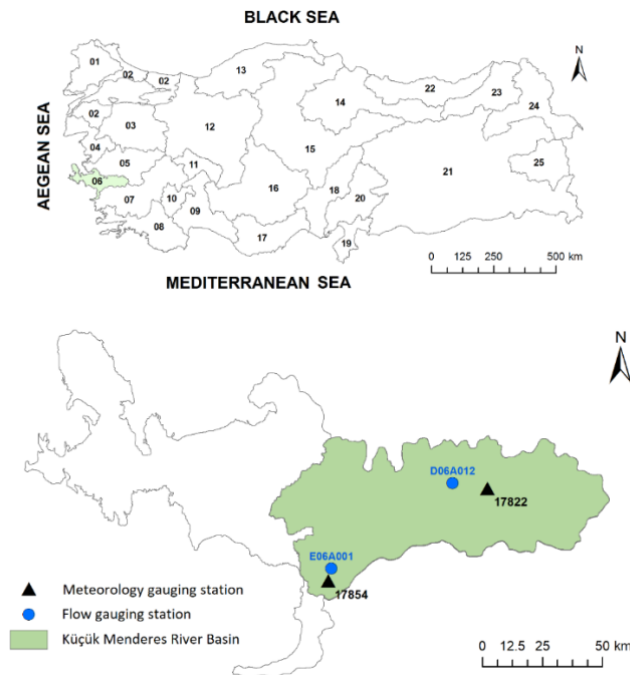 BLACK SEA
AEGEAN SEA
01
02
02
13
N
22
23
14
24
02
03
12
04
15
05
11
21
25
06
16
18
20
07
10
09
08
17
19
0 125 250 500 km
MEDITERRANEAN SEA
N
D06A012
17822
E06A001
17854
Meteorology gauging station
Flow gauging station
Küçük Menderes River Basin
0 12.5 25 50 km